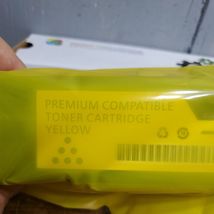 PREMIUM COMPATIBLE
TONER CARTRIDGE
YELLOW